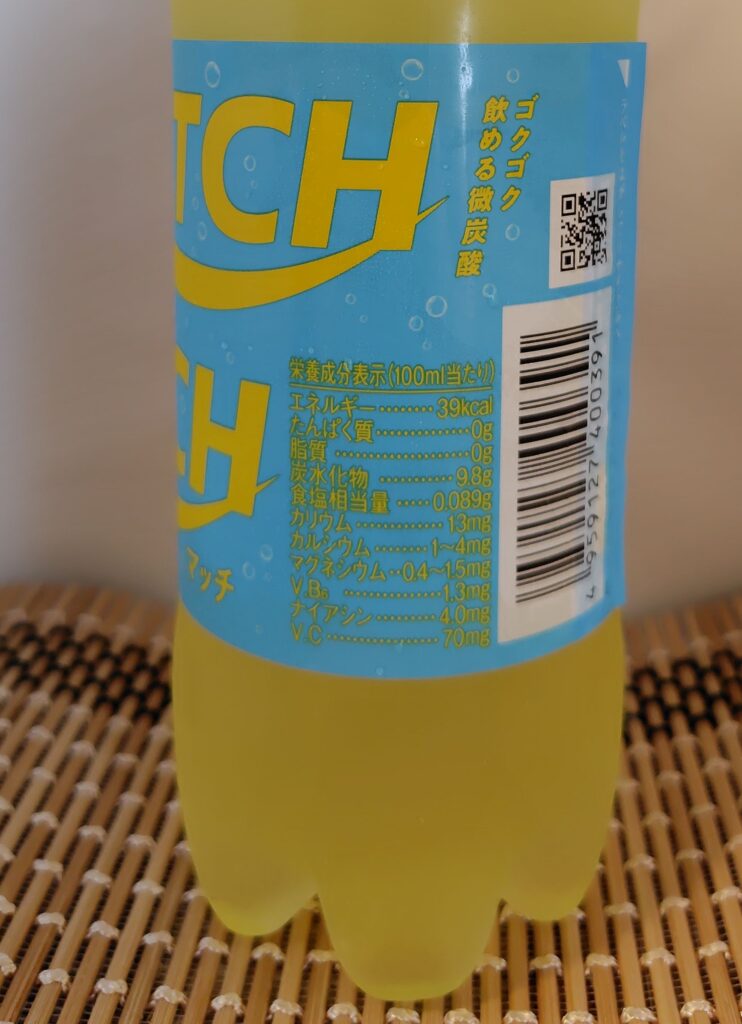 TCH
ゴクゴク
飲める微炭酸
CH
マッチ
栄養成分表示(100ml当たり)
エネルギー········39kcal
たんぱく質·············0g
脂質 ···················0g
炭水化物 ···········9.8g
食塩相当量 ·····0.089g
カリウム·············13mg
カルシウム········1~4mg
マグネシウム··0.4~1.5mg
V.B₆ ··············1.3mg
ナイアシン·········4.0mg
V.C··················70mg
4 959127 400391